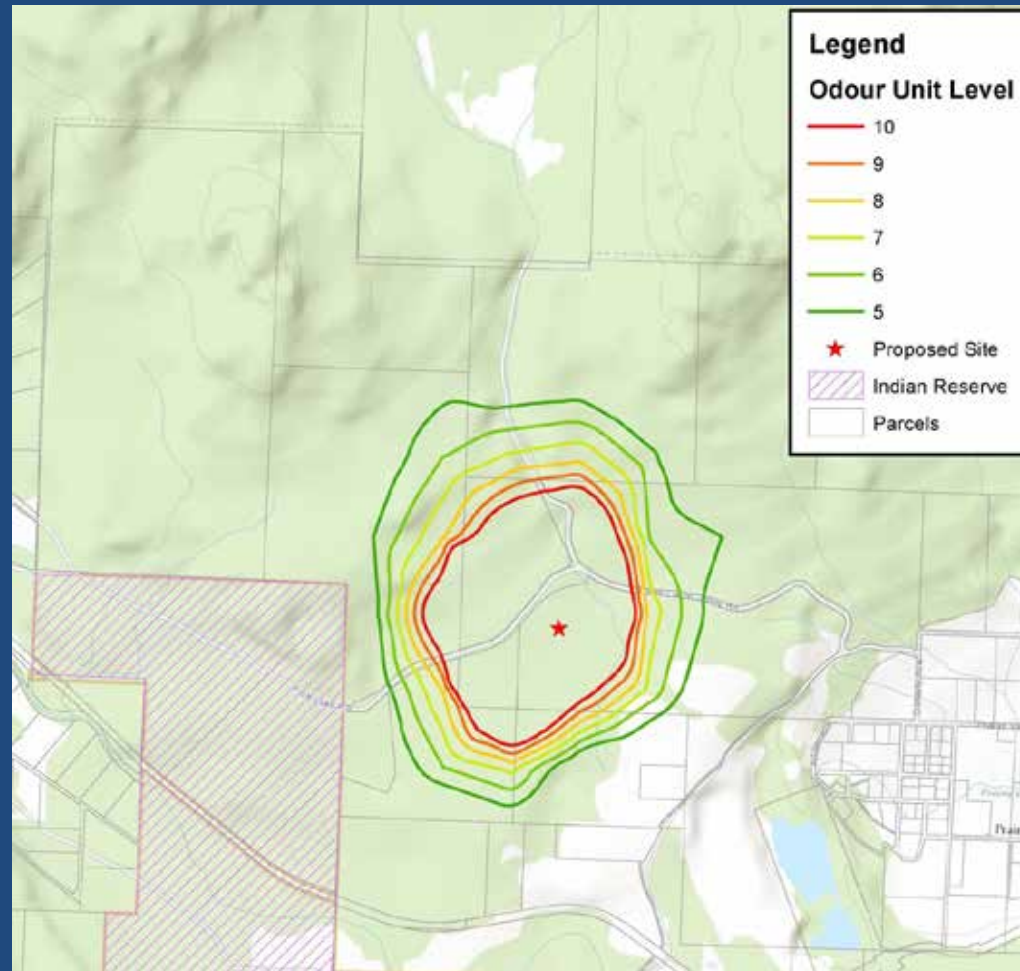 Legend
Odour Unit Level
10
9
8
7
6
5
Proposed Site
Indian Reserve
Parcels